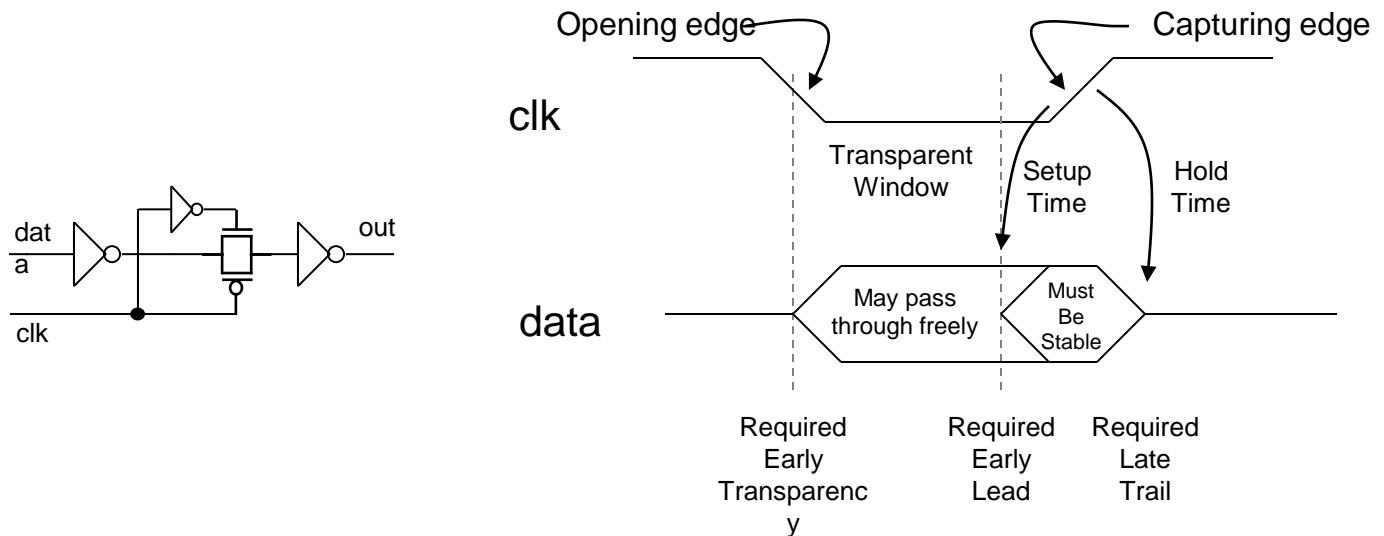 Opening edge
Capturing edge
clk
Transparent
Window
Setup
Time
Hold
Time
dat
a
out
clk
data
May pass
through freely
Must
Be
Stable
Required
Early
Transparenc
y
Required
Early
Lead
Required
Late
Trail